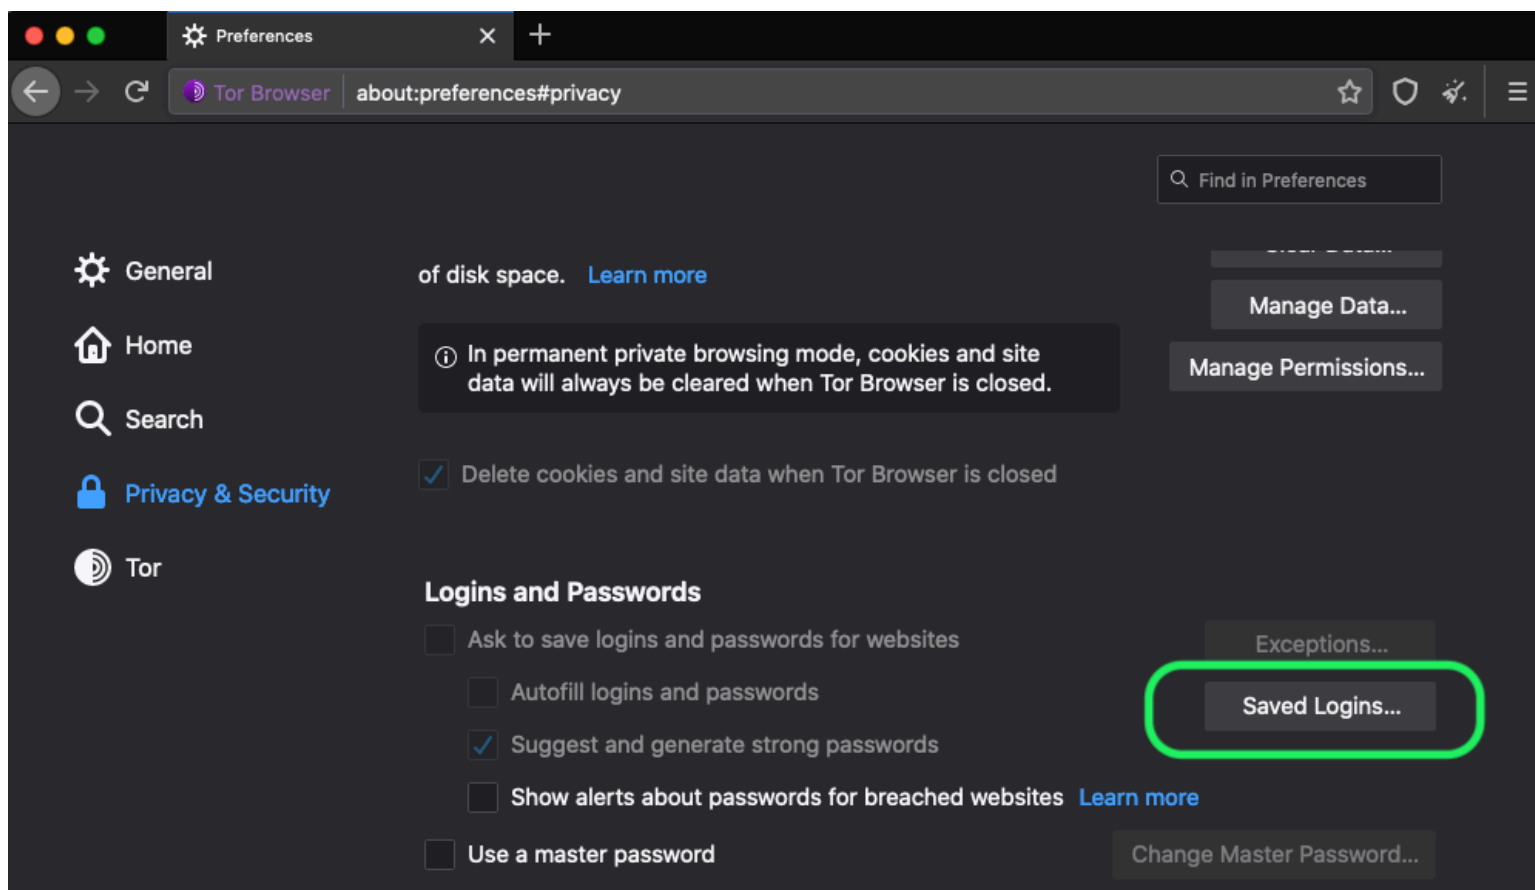 Preferences
Tor Browser about:preferences#privacy
Find in Preferences
General
Home
Search
Privacy & Security
Tor
of disk space. Learn more
Manage Data...
In permanent private browsing mode, cookies and site
data will always be cleared when Tor Browser is closed.
Manage Permissions...
Delete cookies and site data when Tor Browser is closed
Logins and Passwords
Ask to save logins and passwords for websites
Exceptions...
Autofill logins and passwords
Saved Logins...
Suggest and generate strong passwords
Show alerts about passwords for breached websites Learn more
Use a master password
Change Master Password...